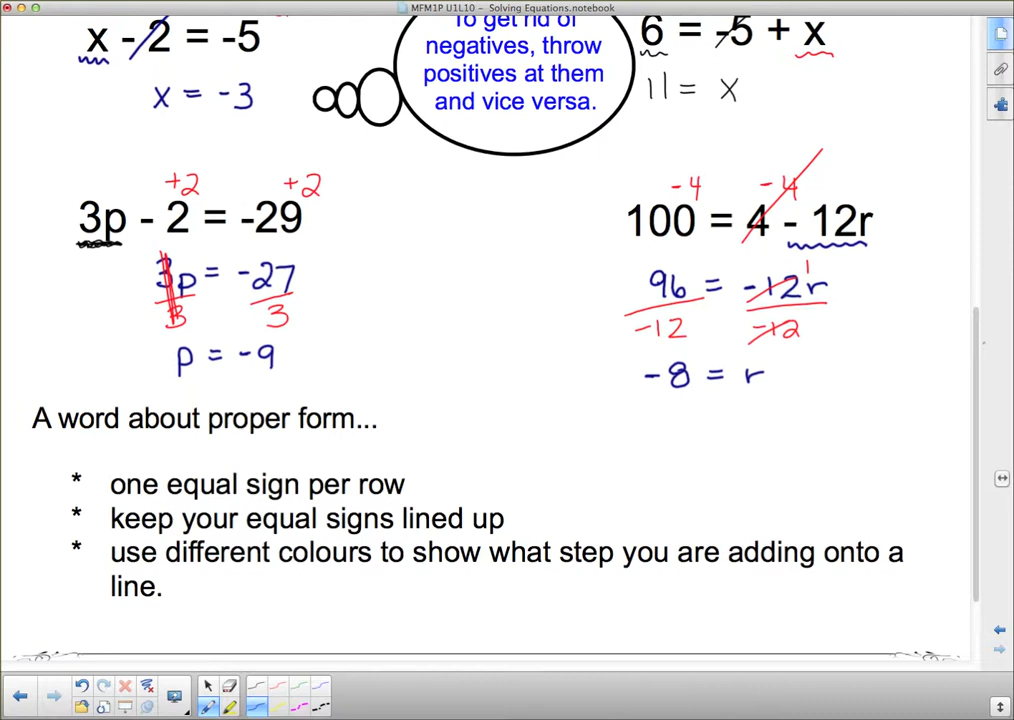 MFM1P U1L10 – Solving Equations.notebook
x - 2 = -5
x = -3
To get rid of
negatives, throw
positives at them
and vice versa.
6 = -5 + x
11 = x
+2 +2
3p - 2 = -29
3p = -27
3 3
p = -9
-4 -4
100 = 4 - 12r
1
96 = -12r
-12 -12
-8 = r
A word about proper form...
* one equal sign per row
* keep your equal signs lined up
* use different colours to show what step you are adding onto a
line.